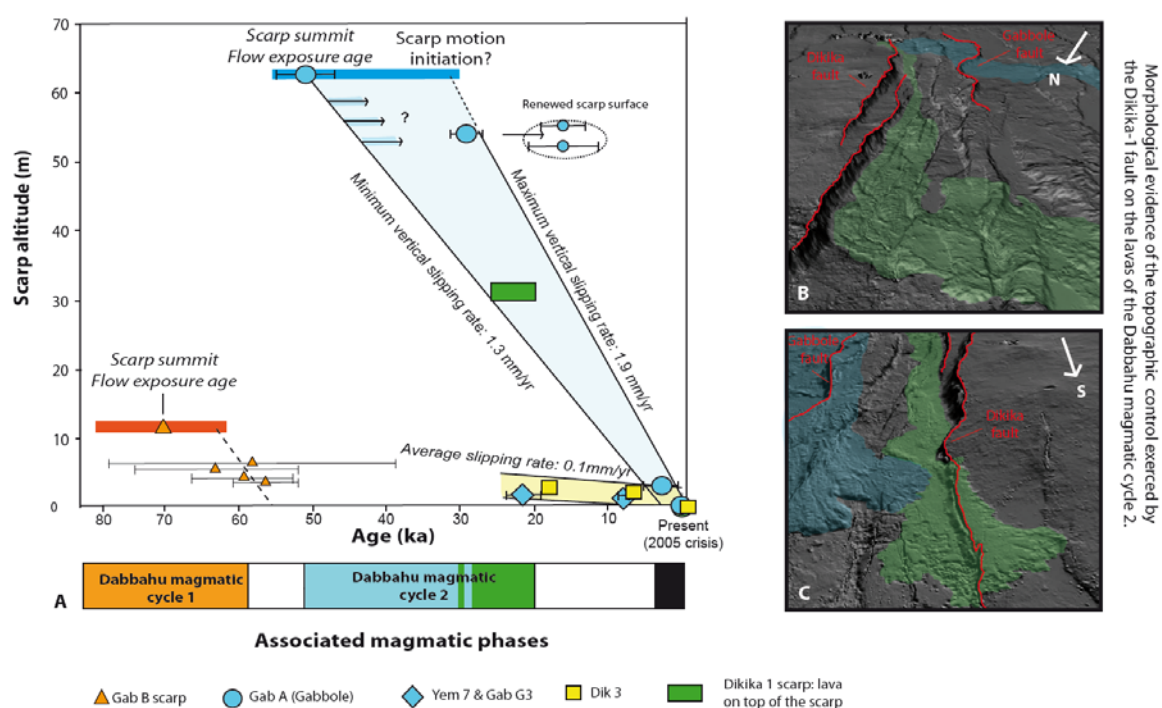 70
60
50
40
30
20
10
0
Scarp altitude (m)
Scarp summit
Flow exposure age
Scarp motion
initiation?
Renewed scarp surface
?
Minimum vertical slipping rate: 1.3 mm/yr
Maximum vertical slipping rate: 1.9 mm/yr
Scarp summit
Flow exposure age
Average slipping rate: 0.1mm/yr
80
70
60
50
40
30
20
10
Age (ka)
Present
(2005 crisis)
A
Dabbahu magmatic
cycle 1
Dabbahu magmatic
cycle 2
Associated magmatic phases
Gab B scarp
Gab A (Gabbole)
Yem 7 & Gab G3
Dik 3
Dikika 1 scarp: lava
on top of the scarp
Dikika
fault
Gabbole
fault
N
B
Gabbole
fault
Dikika
fault
S
C
Morphological evidence of the topographic control exerced by
the Dikika-1 fault on the lavas of the Dabbahu magmatic cycle 2.